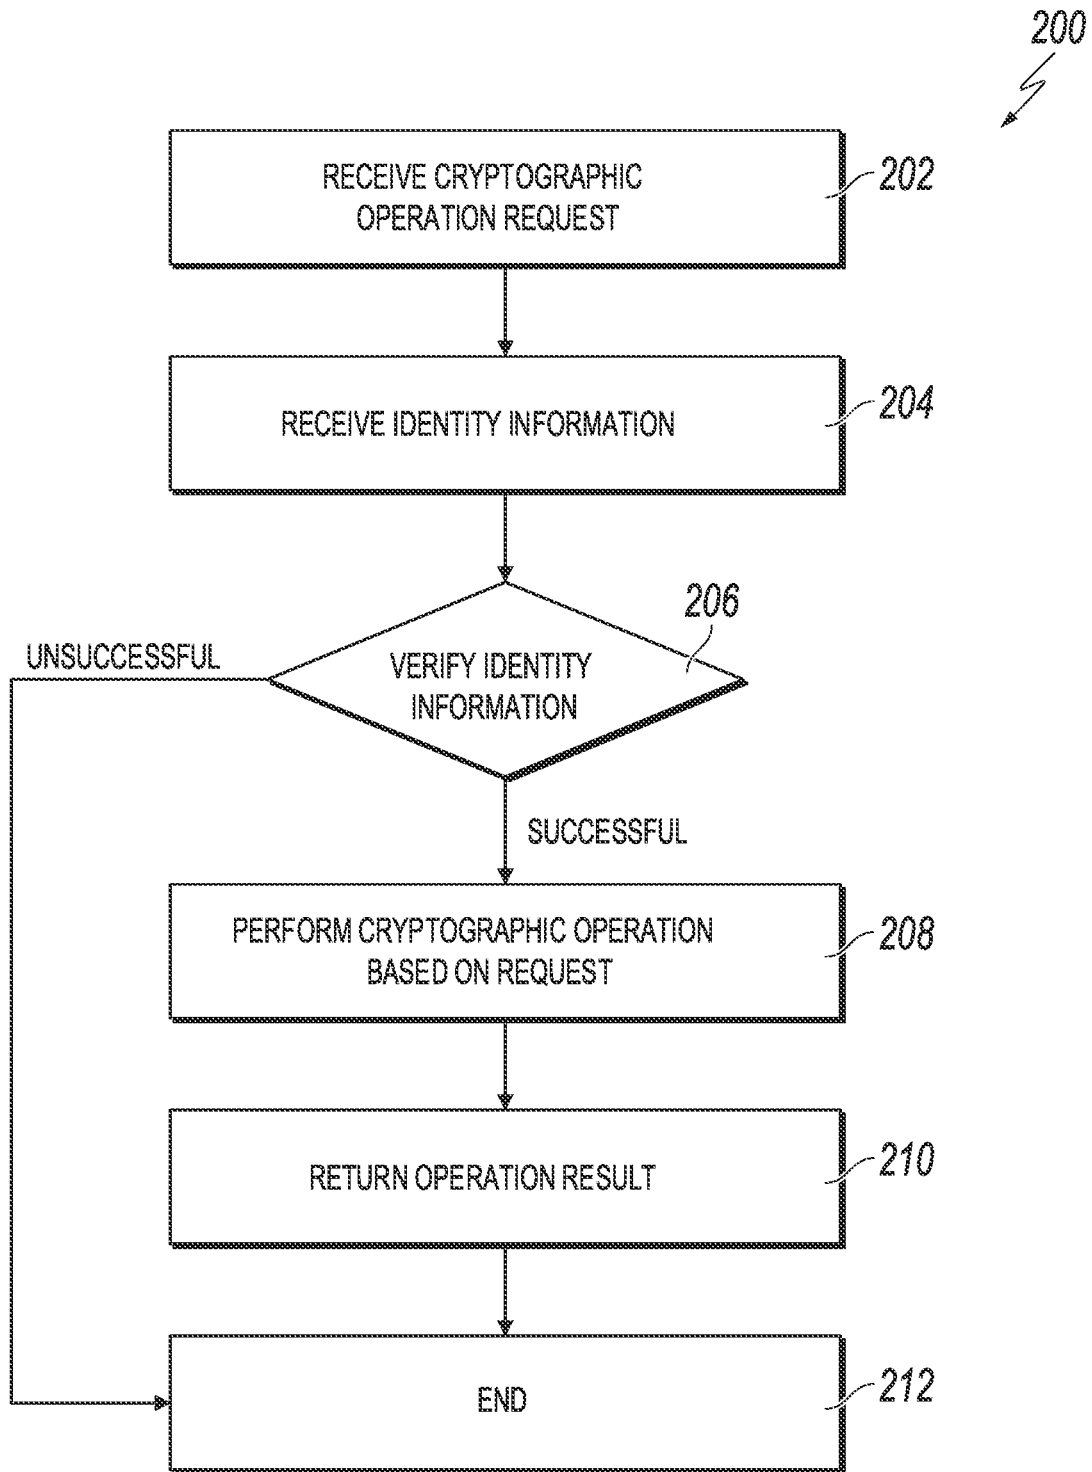 200
RECEIVE CRYPTOGRAPHIC
OPERATION REQUEST
202
RECEIVE IDENTITY INFORMATION
204
206
UNSUCCESSFUL
VERIFY IDENTITY
INFORMATION
SUCCESSFUL
PERFORM CRYPTOGRAPHIC OPERATION
BASED ON REQUEST
208
RETURN OPERATION RESULT
210
END
212